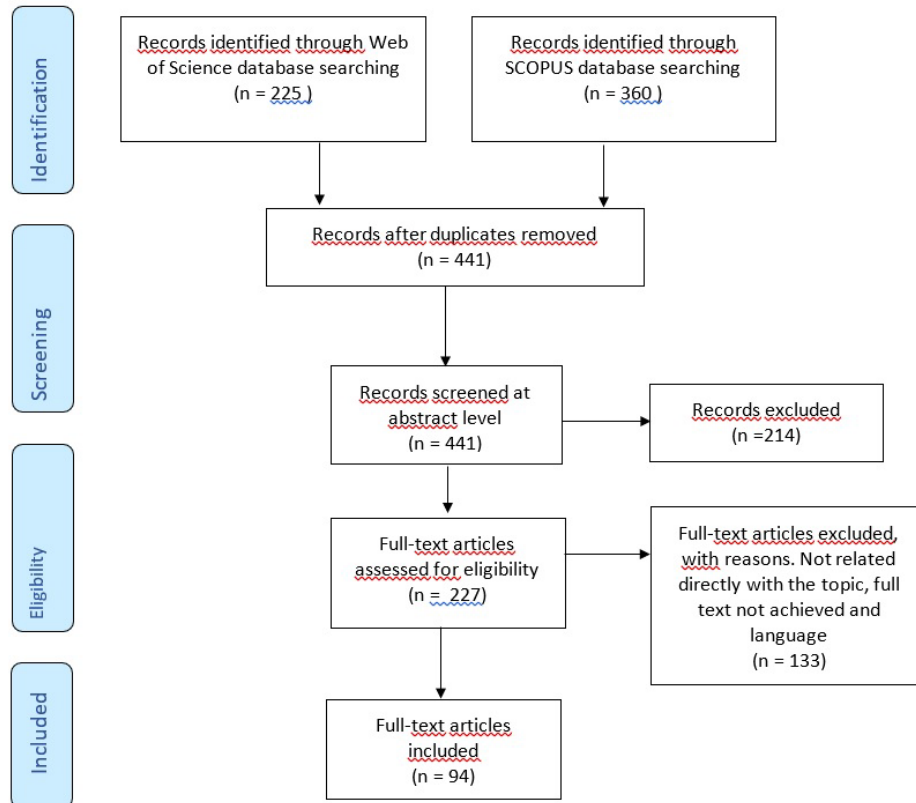 Identification
Records identified through Web
of Science database searching
(n = 225 )
Records identified through
SCOPUS database searching
(n = 360 )
Records after duplicates removed
(n = 441)
Screening
Records screened at
abstract level
(n = 441)
Records excluded
(n =214)
Eligibility
Full-text articles
assessed for eligibility
(n = 227)
Full-text articles excluded,
with reasons. Not related
directly with the topic, full
text not achieved and
language
(n = 133)
Included
Full-text articles
included
(n = 94)